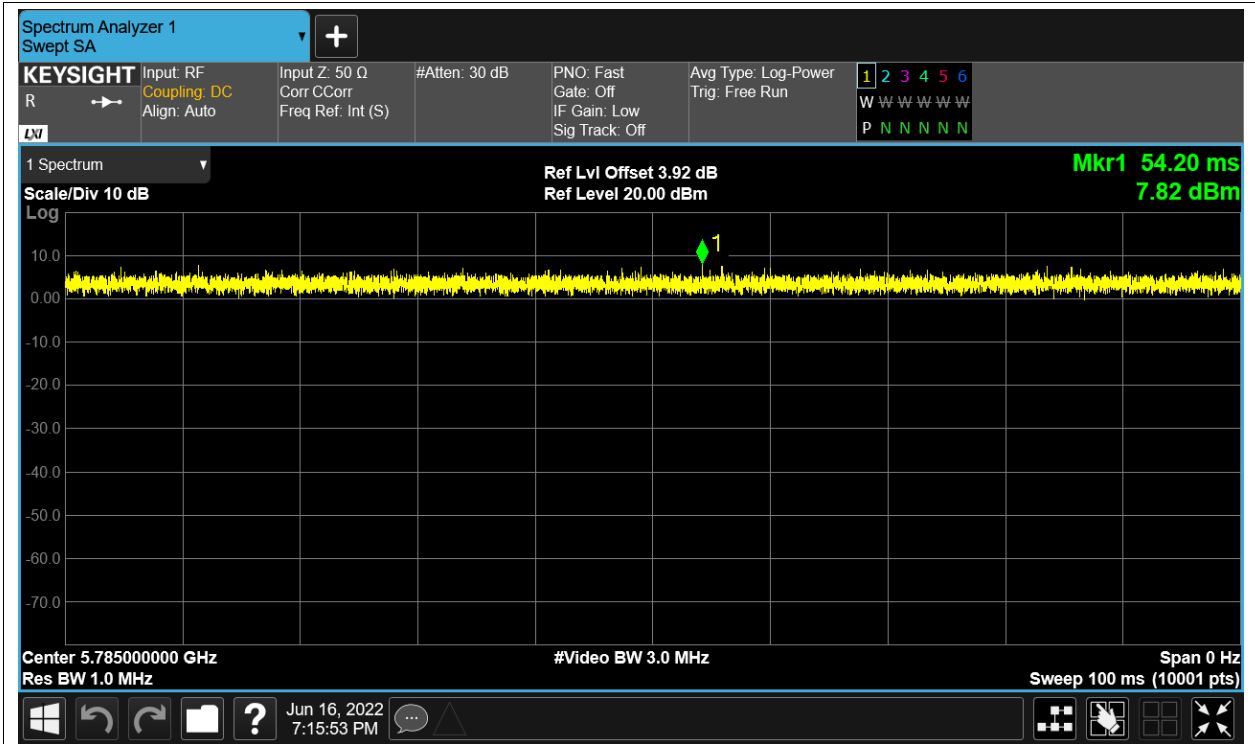 Spectrum Analyzer 1
Swept SA
KEYSIGHT
R
LXI
Input: RF
Coupling: DC
Align: Auto
Input Z: 50 Ω
Corr CCorr
Freq Ref: Int (S)
#Atten: 30 dB
PNO: Fast
Gate: Off
IF Gain: Low
Sig Track: Off
Avg Type: Log-Power
Trig: Free Run
1 2 3 4 5 6
W W W W W W
P N N N N N
1 Spectrum
Scale/Div 10 dB
Ref Lvl Offset 3.92 dB
Ref Level 20.00 dBm
Mkr1 54.20 ms
7.82 dBm
Log
1
10.0
0.00
-10.0
-20.0
-30.0
-40.0
-50.0
-60.0
-70.0
Center 5.785000000 GHz
Res BW 1.0 MHz
#Video BW 3.0 MHz
Span 0 Hz
Sweep 100 ms (10001 pts)
?
Jun 16, 2022
7:15:53 PM